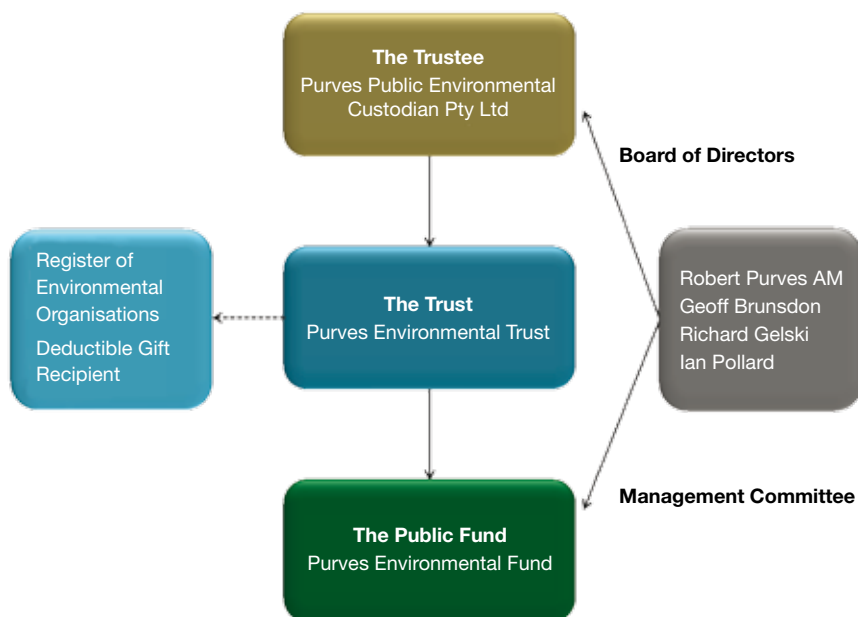 The Trustee
Purves Public Environmental
Custodian Pty Ltd
Board of Directors
Register of
Environmental
Organisations
Deductible Gift
Recipient
The Trust
Purves Environmental Trust
Robert Purves AM
Geoff Brunsdon
Richard Gelski
Ian Pollard
Management Committee
The Public Fund
Purves Environmental Fund